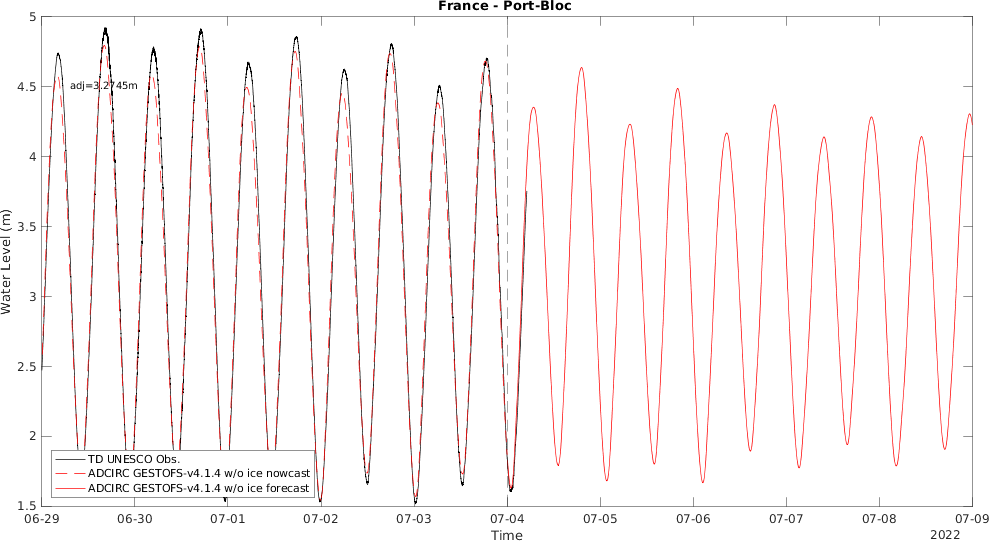 France - Port-Bloc
5
4.5
4
3.5
3
2.5
2
1.5
Water Level (m)
adj=3.2745m
TD UNESCO Obs.
ADCIRC GESTOFS-v4.1.4 w/o ice nowcast
ADCIRC GESTOFS-v4.1.4 w/o ice forecast
06-29 06-30 07-01 07-02 07-03 07-04 07-05 07-06 07-07 07-08 07-09
Time
2022